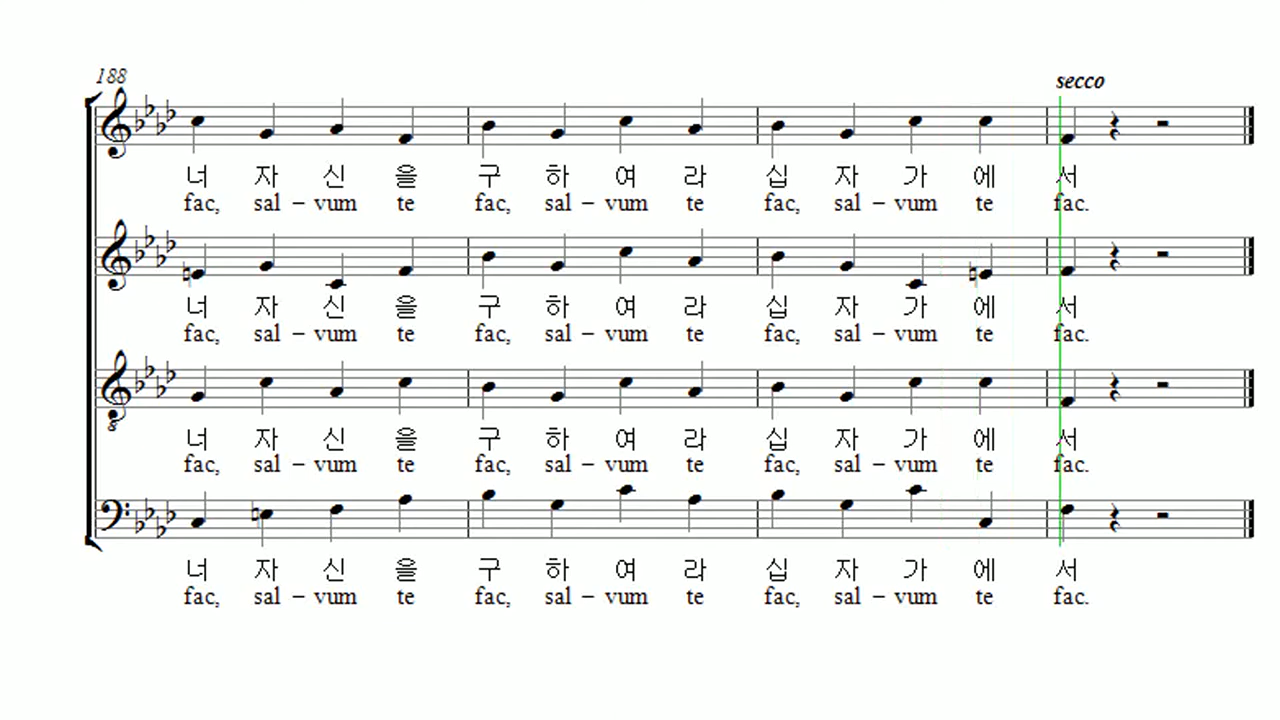 188
secco
너 자 신 을 구 하 여 라 십 자 가 에 서
fac, sal – vum te fac, sal – vum te fac, sal – vum te fac.
너 자 신 을 구 하 여 라 십 자 가 에 서
fac, sal – vum te fac, sal – vum te fac, sal – vum te fac.
8
너 자 신 을 구 하 여 라 십 자 가 에 서
fac, sal – vum te fac, sal – vum te fac, sal – vum te fac.
너 자 신 을 구 하 여 라 십 자 가 에 서
fac, sal – vum te fac, sal – vum te fac, sal – vum te fac.